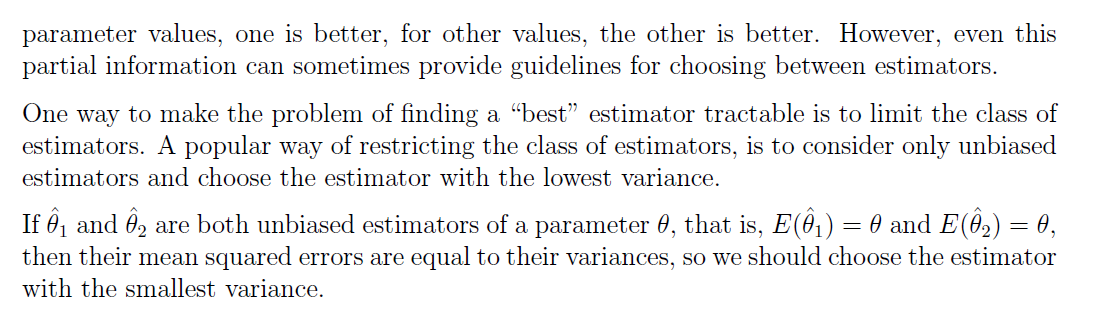 parameter values, one is better, for other values, the other is better. However, even this
partial information can sometimes provide guidelines for choosing between estimators.
One way to make the problem of finding a “best” estimator tractable is to limit the class of
estimators. A popular way of restricting the class of estimators, is to consider only unbiased
estimators and choose the estimator with the lowest variance.
If θ̂₁ and θ̂₂ are both unbiased estimators of a parameter θ, that is, E(θ̂₁) = θ and E(θ̂₂) = θ,
then their mean squared errors are equal to their variances, so we should choose the estimator
with the smallest variance.